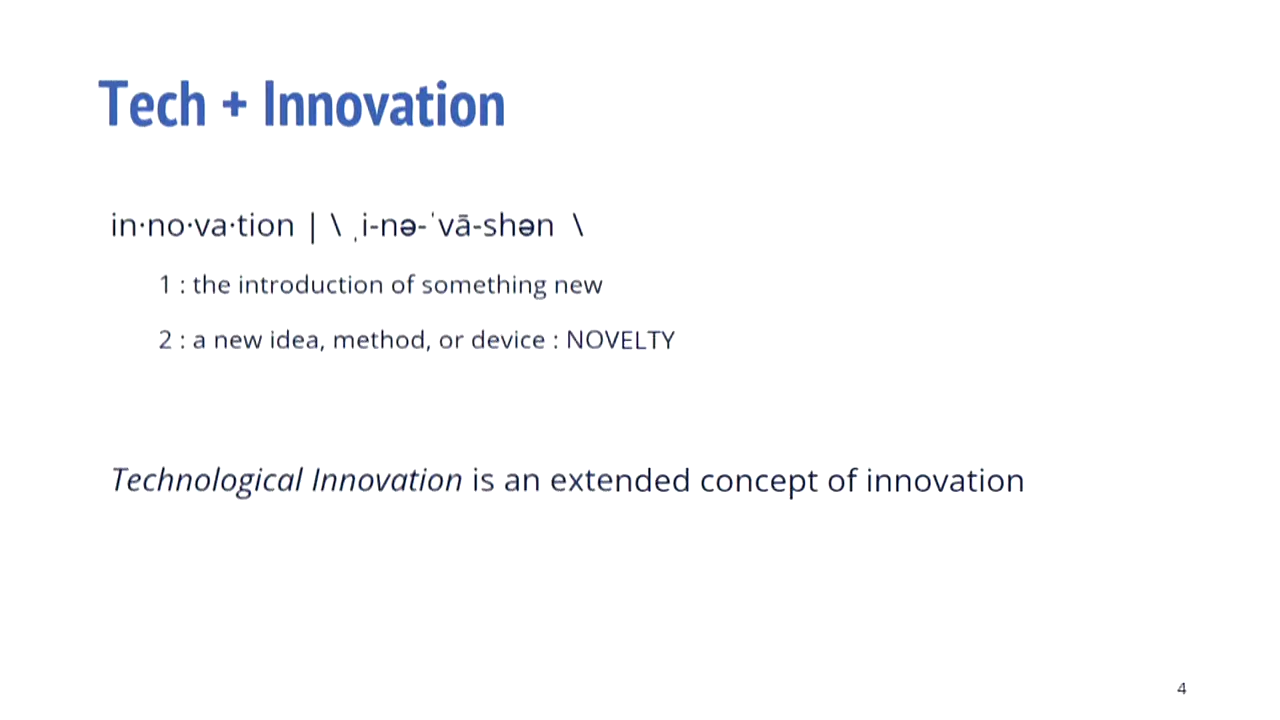 Tech + Innovation
in·no·va·tion | \ ˌi-nə-ˈvā-shən \
1 : the introduction of something new
2 : a new idea, method, or device : NOVELTY
Technological Innovation is an extended concept of innovation
4